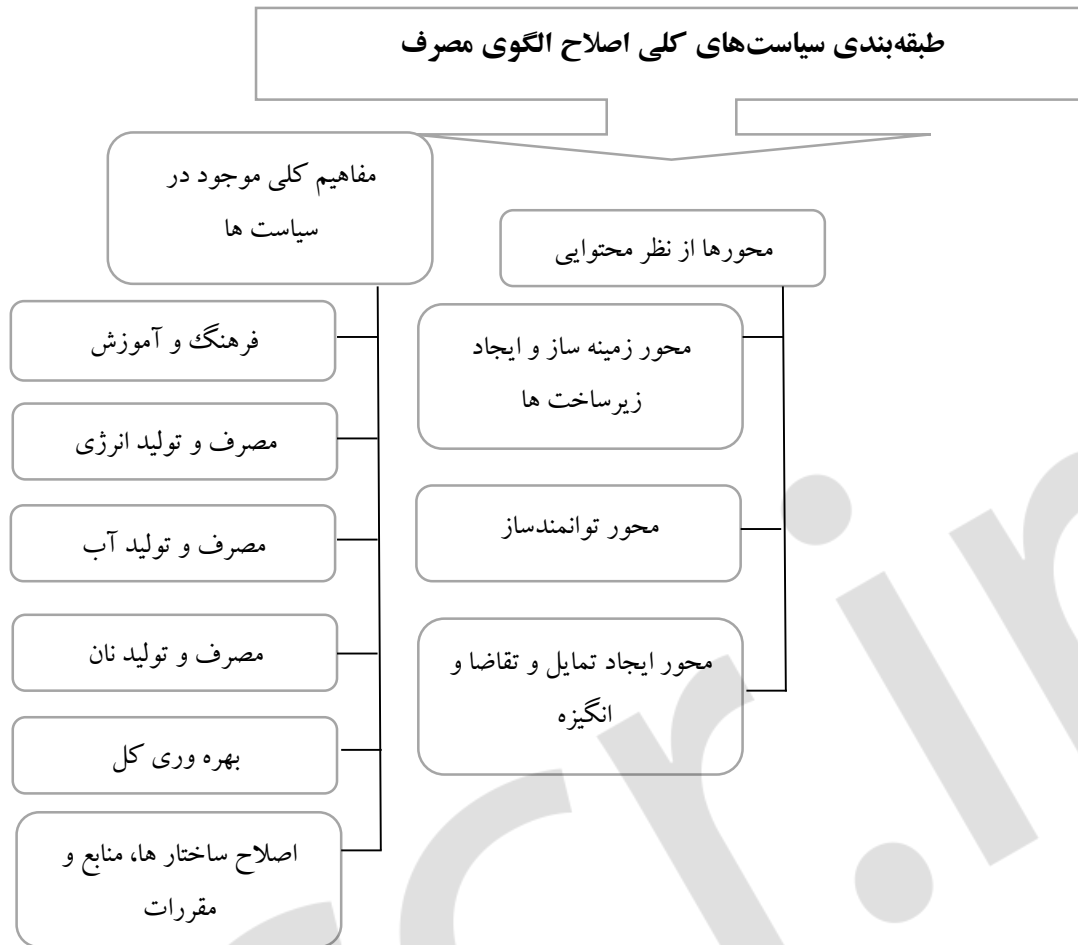 طبقه‌بندی سیاست‌های کلی اصلاح الگوی مصرف
محورها از نظر محتوایی
محور زمینه ساز و ایجاد
زیرساخت ها
محور توانمندساز
محور ایجاد تمایل و تقاضا و
انگیزه
مفاهیم کلی موجود در
سیاست ها
فرهنگ و آموزش
مصرف و تولید انرژی
مصرف و تولید آب
مصرف و تولید نان
بهره وری کل
اصلاح ساختار ها، منابع و
مقررات